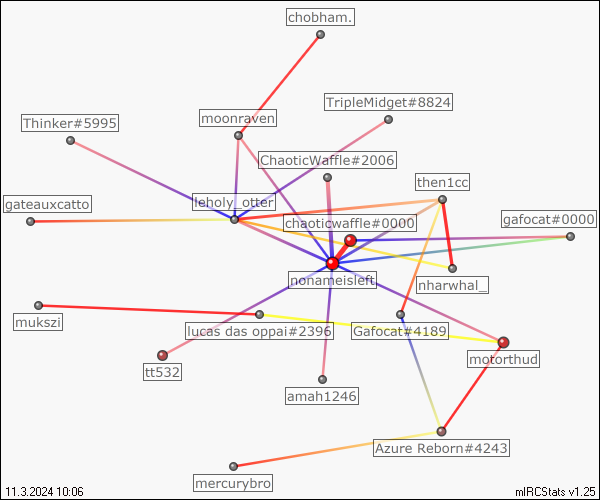 chobham.
TripleMidget#8824
moonraven
Thinker#5995
ChaoticWaffle#2006
then1cc
leholy_otter
gateauxcatto
chaoticwaffle#0000
gafocat#0000
nonameisleft
nharwhal_
mukszi
lucas das oppai#2396
Gafocat#4189
motorthud
tt532
amah1246
Azure Reborn#4243
mercurybro
11.3.2024 10:06
mIRCStats v1.25